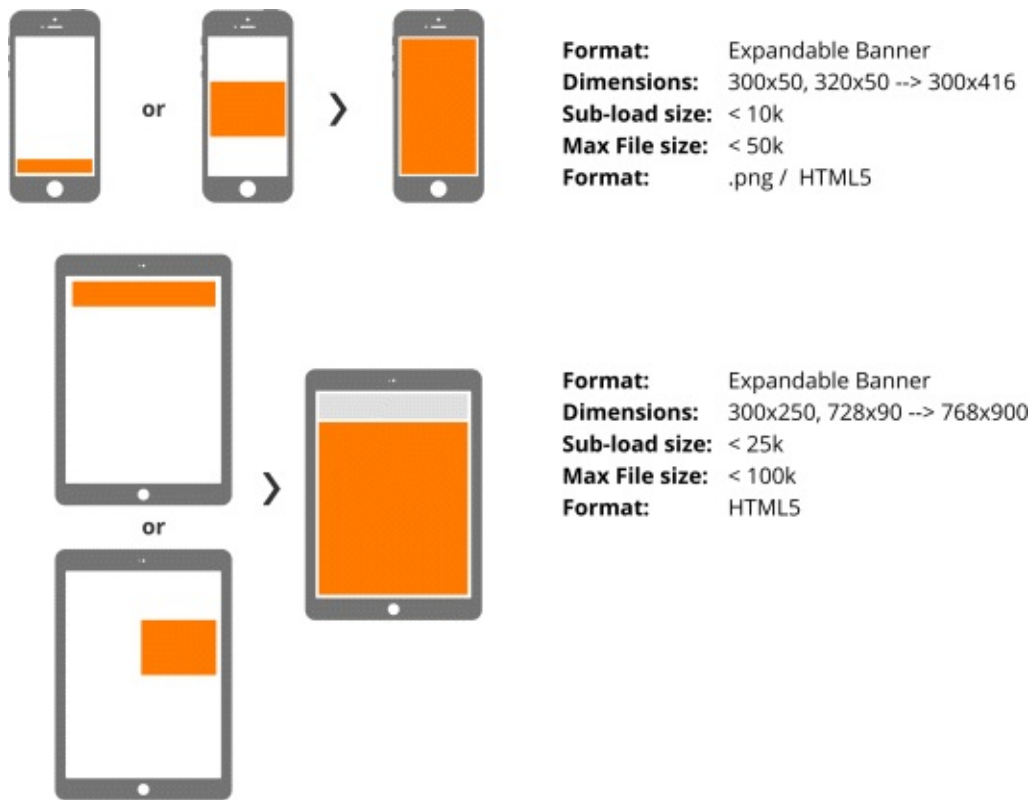 or
Format: Expandable Banner
Dimensions: 300x50, 320x50 --> 300x416
Sub-load size: < 10k
Max File size: < 50k
Format: .png / HTML5
or
Format: Expandable Banner
Dimensions: 300x250, 728x90 --> 768x900
Sub-load size: < 25k
Max File size: < 100k
Format: HTML5